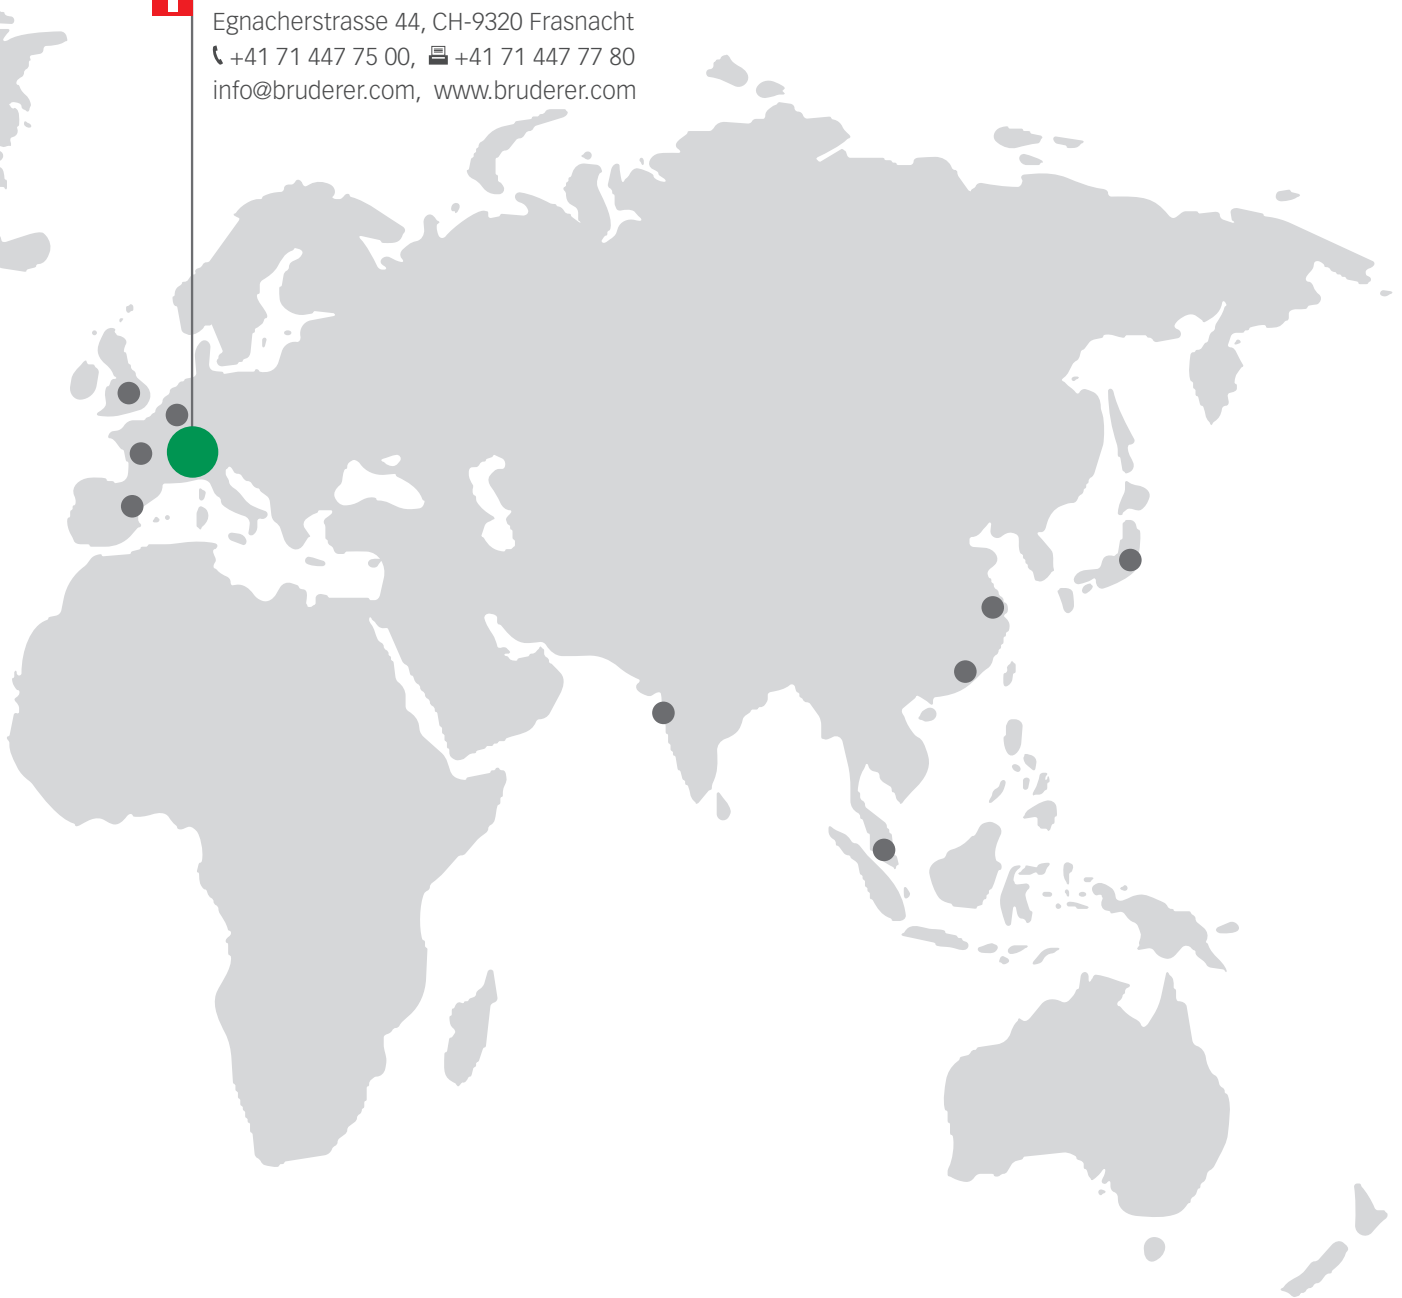 Egnacherstrasse 44, CH-9320 Frasnacht
+41 71 447 75 00, +41 71 447 77 80
info@bruderer.com, www.bruderer.com